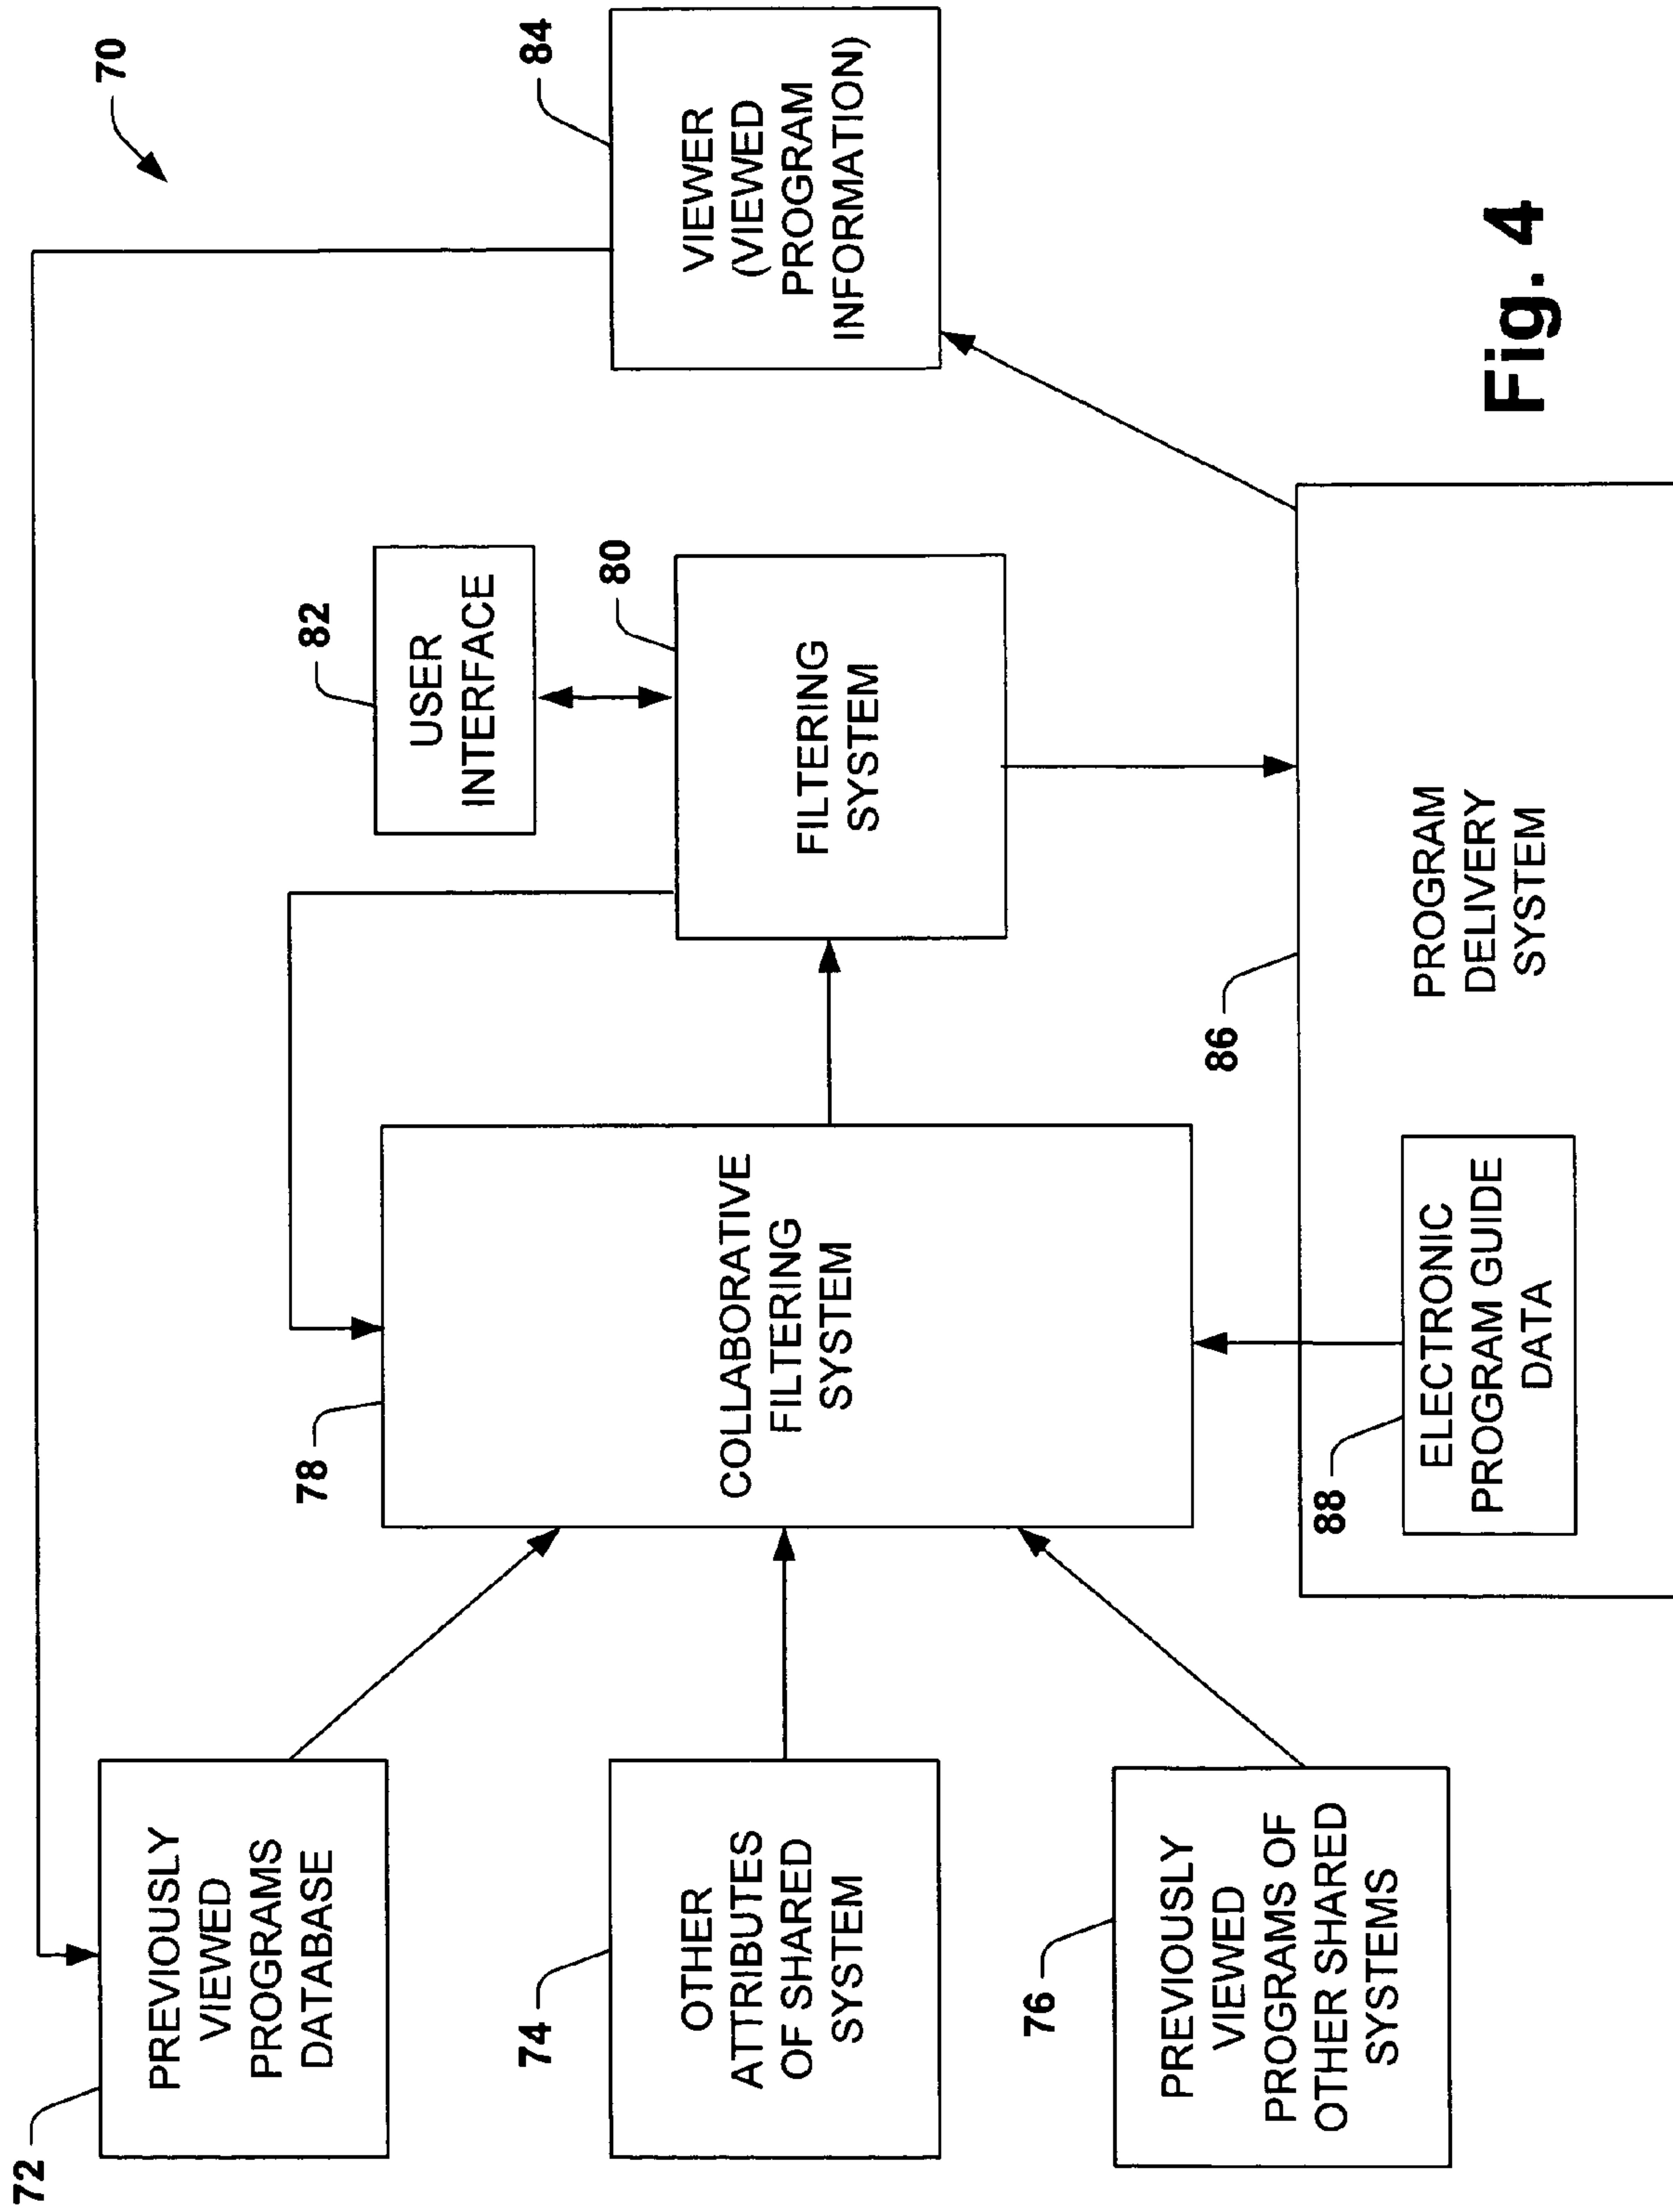 70
72
PREVIOUSLY
VIEWED
PROGRAMS
DATABASE
74
OTHER
ATTRIBUTES
OF SHARED
SYSTEM
76
PREVIOUSLY
VIEWED
PROGRAMS OF
OTHER SHARED
SYSTEMS
78
COLLABORATIVE
FILTERING
SYSTEM
82
USER
INTERFACE
80
FILTERING
SYSTEM
84
VIEWER
(VIEWED
PROGRAM
INFORMATION)
86
PROGRAM
DELIVERY
SYSTEM
88
ELECTRONIC
PROGRAM GUIDE
DATA
Fig. 4